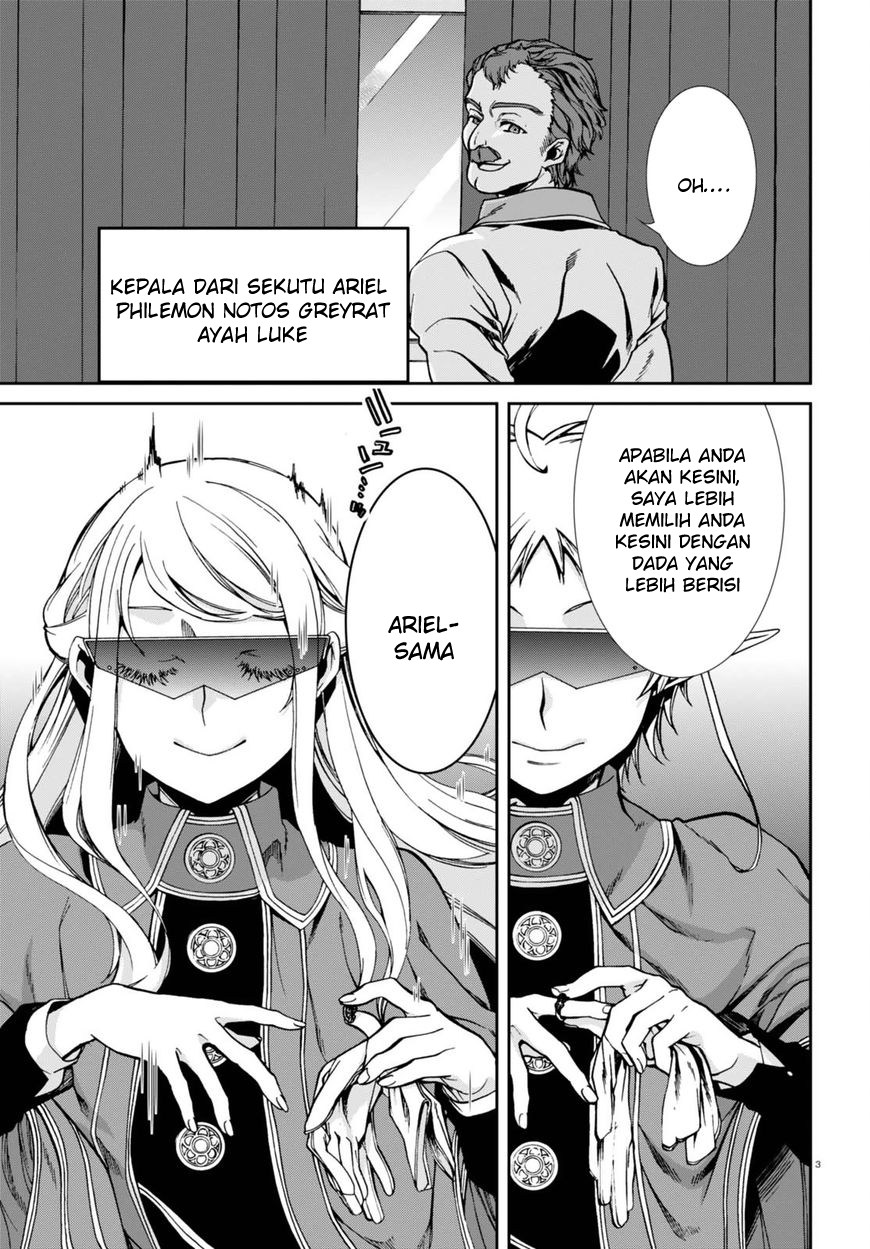 OH....
KEPALA DARI SEKUTU ARIEL
PHILEMON NOTOS GREYRAT
AYAH LUKE
APABILA ANDA
AKAN KESINI,
SAYA LEBIH
MEMILIH ANDA
KESINI DENGAN
DADA YANG
LEBIH BERISI
ARIEL-
SAMA
3